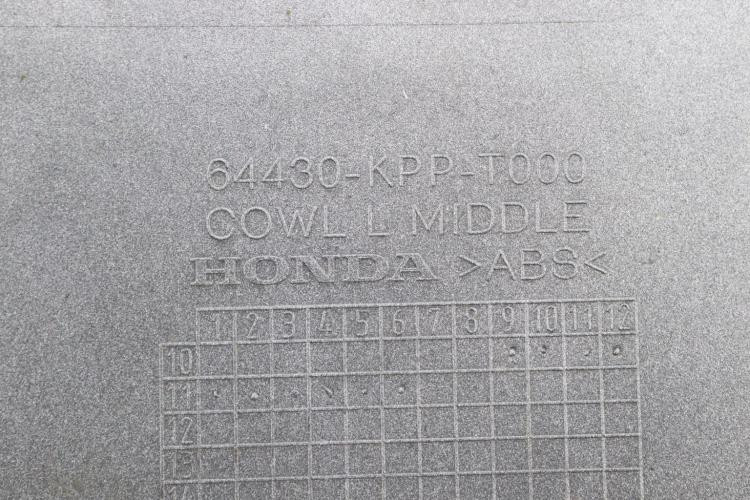 64430-KPP-T000
COWL L MIDDLE
HONDA >ABS<
1 2 3 4 5 6 7 8 9 10 11 12
10
11
12
13